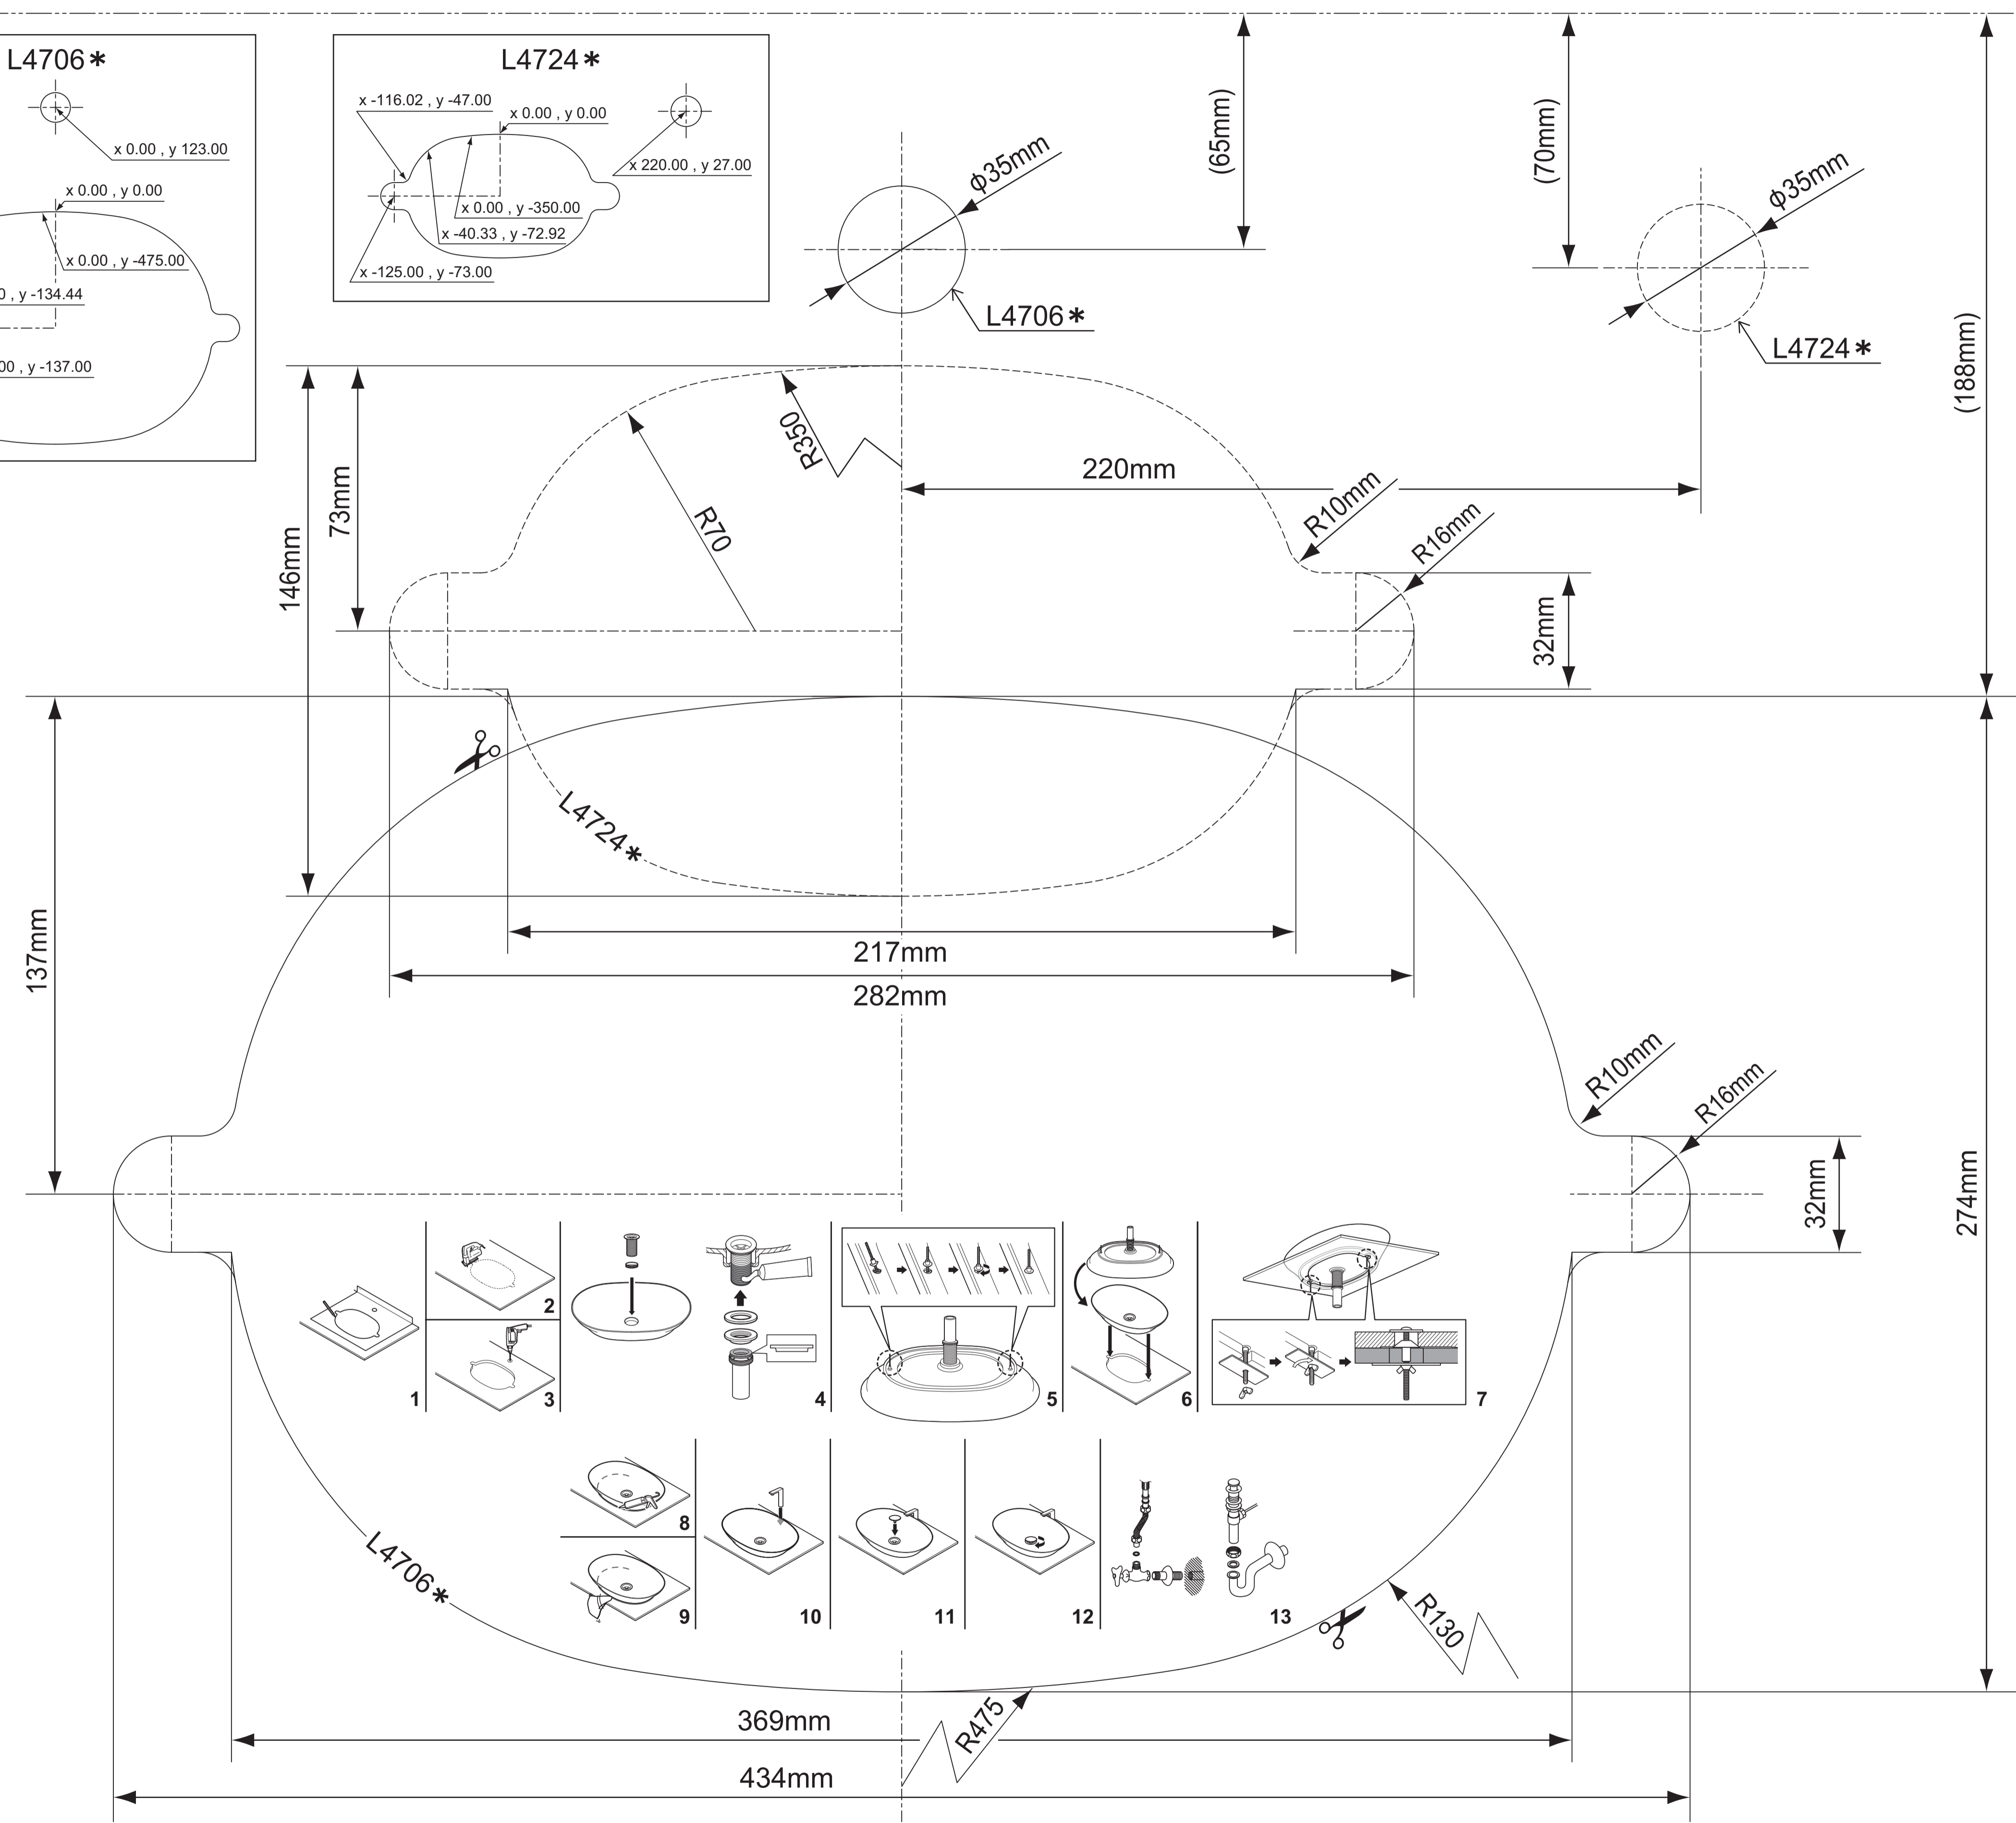 L4706*
x 0.00 , y 123.00
x 0.00 , y 0.00
x 0.00 , y -475.00
0 , y -134.44
00 , y -137.00
L4724*
x -116.02 , y -47.00
x 0.00 , y 0.00
x 220.00 , y 27.00
x 0.00 , y -350.00
x -40.33 , y -72.92
x -125.00 , y -73.00
(65mm)
ϕ35mm
L4706*
(70mm)
ϕ35mm
L4724*
(188mm)
146mm
73mm
R350
R70
220mm
R10mm
R16mm
32mm
L4724*
217mm
282mm
137mm
R10mm
R16mm
32mm
274mm
1
2
3
4
5
6
7
8
9
10
11
12
13
L4706*
R130
R475
369mm
434mm